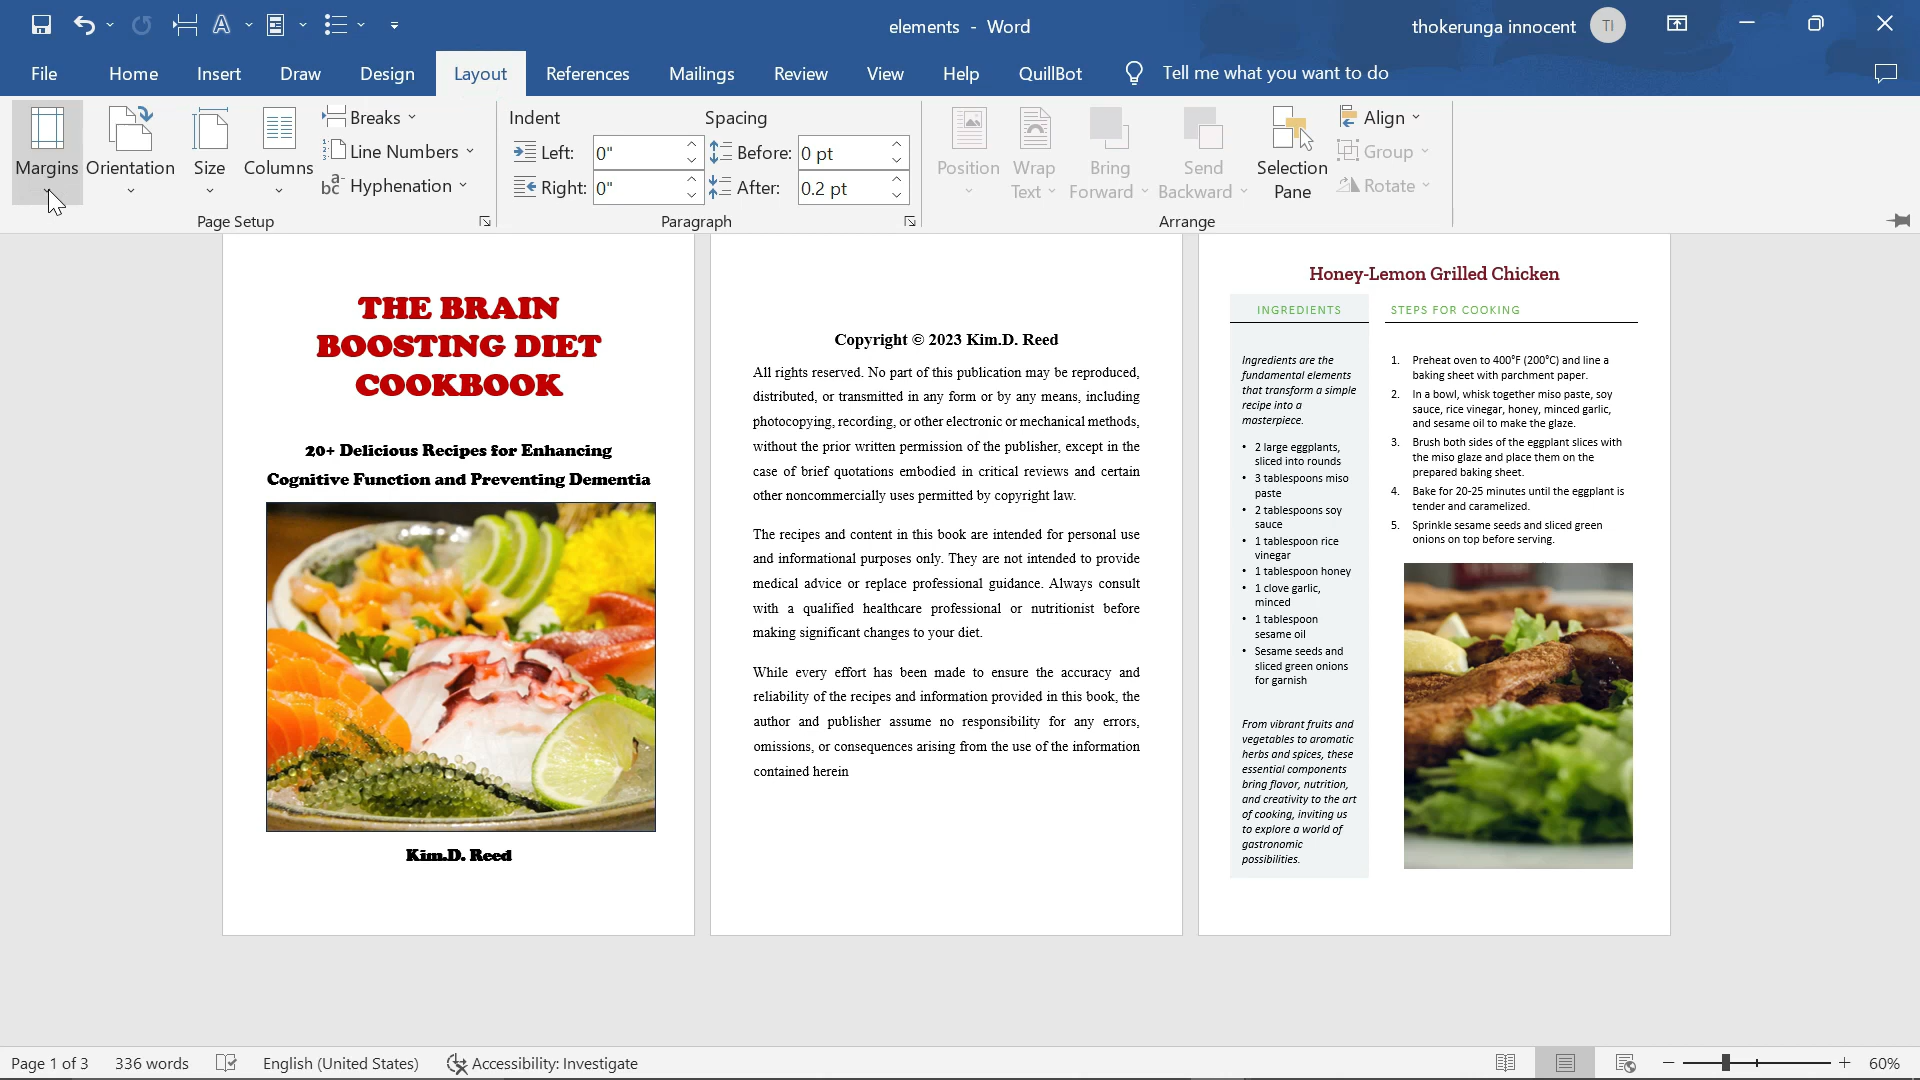 elements - Word
thokerunga innocent TI
File Home Insert Draw Design Layout References Mailings Review View Help QuillBot Tell me what you want to do
Margins
Orientation
Size
Columns
Breaks
Line Numbers
Hyphenation
Page Setup
Indent
Left: 0"
Right: 0"
Spacing
Before: 0 pt
After: 0.2 pt
Paragraph
Position
Wrap
Text
Bring
Forward
Send
Backward
Selection
Pane
Align
Group
Rotate
Arrange
THE BRAIN
BOOSTING DIET
COOKBOOK
20+ Delicious Recipes for Enhancing
Cognitive Function and Preventing Dementia
Kim.D. Reed
Copyright © 2023 Kim.D. Reed
All rights reserved. No part of this publication may be reproduced,
distributed, or transmitted in any form or by any means, including
photocopying, recording, or other electronic or mechanical methods,
without the prior written permission of the publisher, except in the
case of brief quotations embodied in critical reviews and certain
other noncommercially uses permitted by copyright law.
The recipes and content in this book are intended for personal use
and informational purposes only. They are not intended to provide
medical advice or replace professional guidance. Always consult
with a qualified healthcare professional or nutritionist before
making significant changes to your diet.
While every effort has been made to ensure the accuracy and
reliability of the recipes and information provided in this book, the
author and publisher assume no responsibility for any errors,
omissions, or consequences arising from the use of the information
contained herein
Honey-Lemon Grilled Chicken
INGREDIENTS
Ingredients are the
fundamental elements
that transform a simple
recipe into a
masterpiece.
• 2 large eggplants,
sliced into rounds
• 3 tablespoons miso
paste
• 2 tablespoons soy
sauce
• 1 tablespoon rice
vinegar
• 1 tablespoon honey
• 1 clove garlic,
minced
• 1 tablespoon
sesame oil
• Sesame seeds and
sliced green onions
for garnish
From vibrant fruits and
vegetables to aromatic
herbs and spices, these
essential components
bring flavor, nutrition,
and creativity to the art
of cooking, inviting us
to explore a world of
gastronomic
possibilities.
STEPS FOR COOKING
1. Preheat oven to 400°F (200°C) and line a
baking sheet with parchment paper.
2. In a bowl, whisk together miso paste, soy
sauce, rice vinegar, honey, minced garlic,
and sesame oil to make the glaze.
3. Brush both sides of the eggplant slices with
the miso glaze and place them on the
prepared baking sheet.
4. Bake for 20-25 minutes until the eggplant is
tender and caramelized.
5. Sprinkle sesame seeds and sliced green
onions on top before serving.
Page 1 of 3 336 words English (United States) Accessibility: Investigate 60%